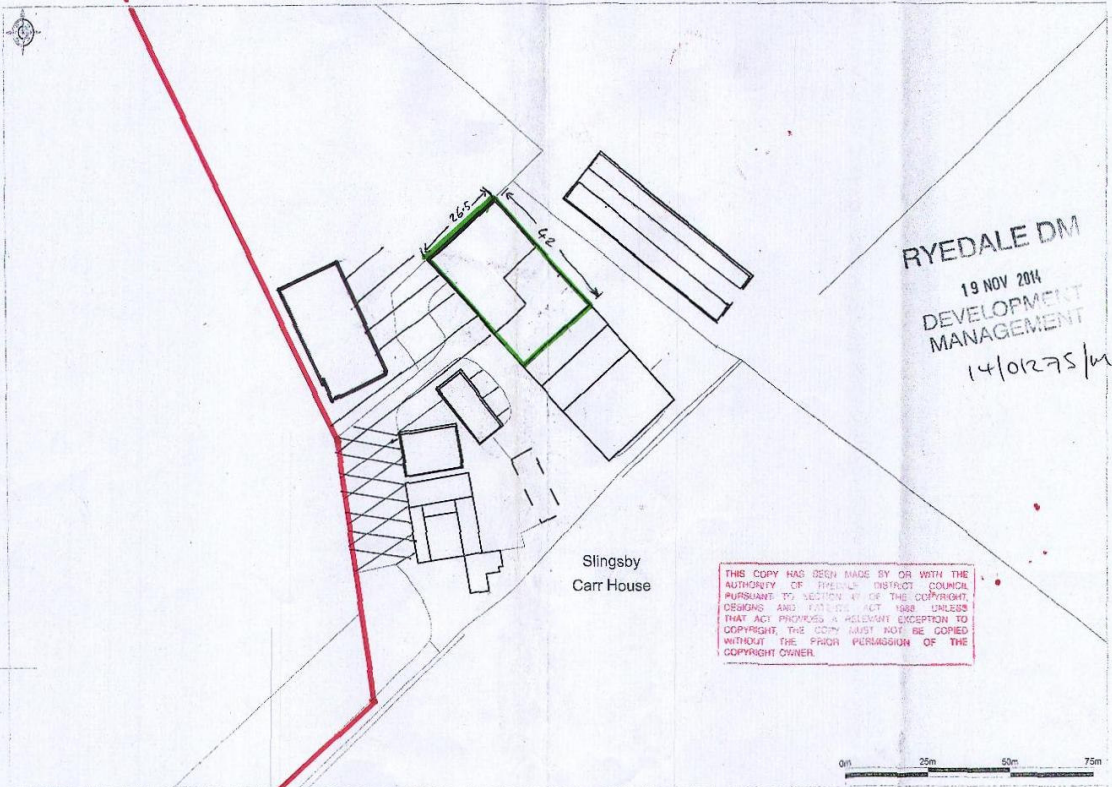 26.5
42
RYEDALE DM
19 NOV 2014
DEVELOPMENT
MANAGEMENT
14/01275/
Slingsby
Carr House
THIS COPY HAS BEEN MADE BY OR WITH THE
AUTHORITY OF RYEDALE DISTRICT COUNCIL
PURSUANT TO SECTION 47 OF THE COPYRIGHT,
DESIGNS AND PATENTS ACT 1988. UNLESS
THAT ACT PROVIDES A RELEVANT EXCEPTION TO
COPYRIGHT, THE COPY MUST NOT BE COPIED
WITHOUT THE PRIOR PERMISSION OF THE
COPYRIGHT OWNER.
0m 25m 50m 75m